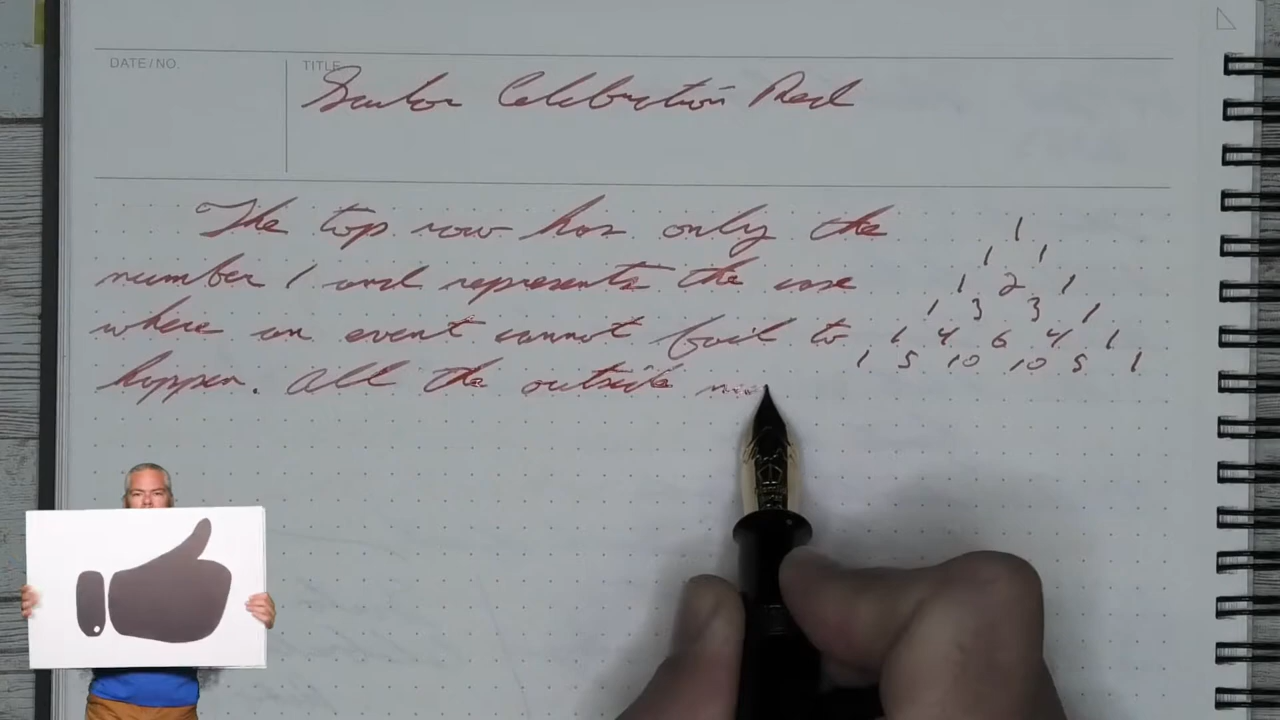 DATE/NO.
TITLE
Sailor Celebration Red
The top row has only the
number 1 and represents the case
where an event cannot fail to
happen. All the outside
1
1 1
1 2 1
1 3 3 1
1 4 6 4 1
1 5 10 10 5 1